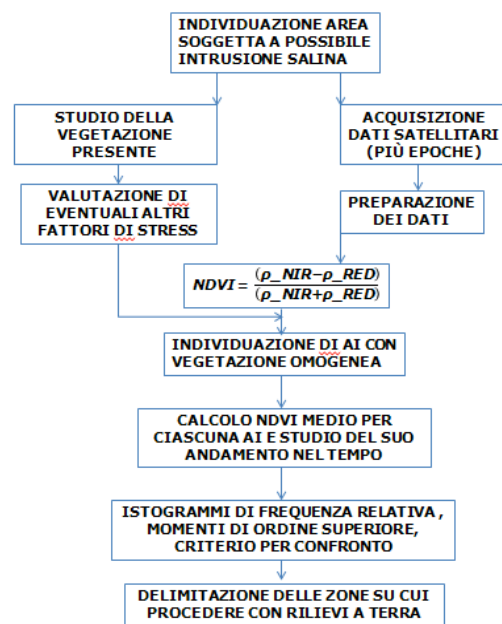 INDIVIDUAZIONE AREA
SOGGETTA A POSSIBILE
INTRUSIONE SALINA
STUDIO DELLA
VEGETAZIONE
PRESENTE
ACQUISIZIONE
DATI SATELLITARI
(PIÙ EPOCHE)
VALUTAZIONE DI
EVENTUALI ALTRI
FATTORI DI STRESS
PREPARAZIONE
DEI DATI
NDVI = (ρ_NIR−ρ_RED)
(ρ_NIR+ρ_RED)
INDIVIDUAZIONE DI AI CON
VEGETAZIONE OMOGENEA
CALCOLO NDVI MEDIO PER
CIASCUNA AI E STUDIO DEL SUO
ANDAMENTO NEL TEMPO
ISTOGRAMMI DI FREQUENZA RELATIVA ,
MOMENTI DI ORDINE SUPERIORE,
CRITERIO PER CONFRONTO
DELIMITAZIONE DELLE ZONE SU CUI
PROCEDERE CON RILIEVI A TERRA